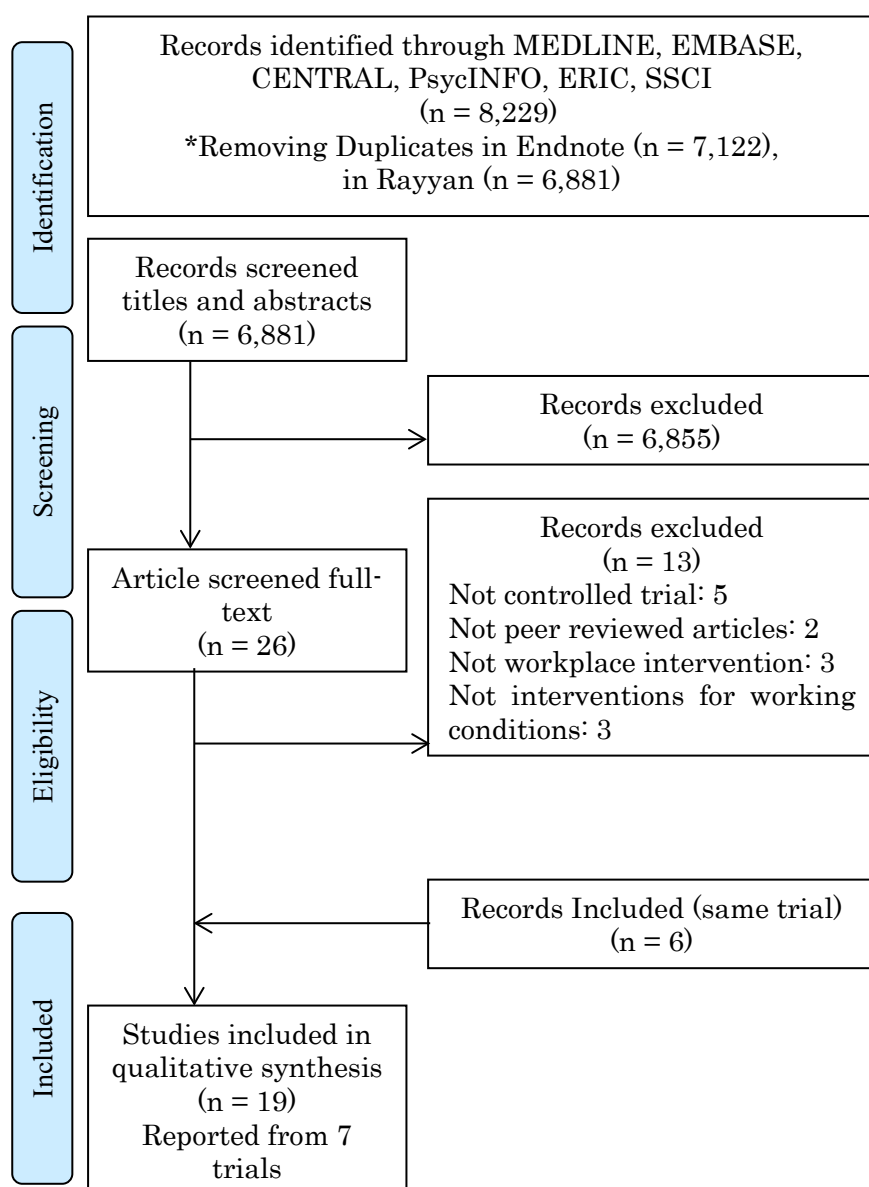 Identification
Records identified through MEDLINE, EMBASE,
CENTRAL, PsycINFO, ERIC, SSCI
(n = 8,229)
*Removing Duplicates in Endnote (n = 7,122),
in Rayyan (n = 6,881)
Records screened
titles and abstracts
(n = 6,881)
Screening
Records excluded
(n = 6,855)
Article screened full-
text
(n = 26)
Records excluded
(n = 13)
Not controlled trial: 5
Not peer reviewed articles: 2
Not workplace intervention: 3
Not interventions for working
conditions: 3
Eligibility
Records Included (same trial)
(n = 6)
Included
Studies included in
qualitative synthesis
(n = 19)
Reported from 7
trials